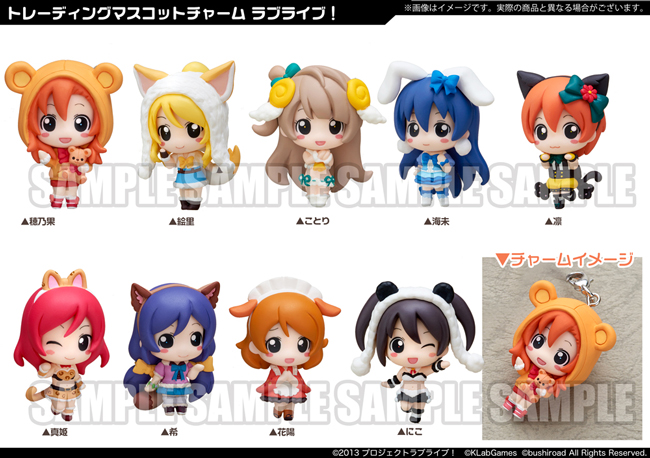 トレーディングマスコットチャーム ラブライブ！
※画像はイメージです。実際の商品と異なる場合がございます。
SAMPLE SAMPLE SAMPLE SAMPLE
▲穂乃果 ▲絵里 ▲ことり ▲海未 ▲凛
▼チャームイメージ
SAMPLE SAMPLE SAMPLE SAMPLE
▲真姫 ▲希 ▲花陽 ▲にこ
©2013 プロジェクトラブライブ！ ©KLabGames ©bushiroad All Rights Reserved.